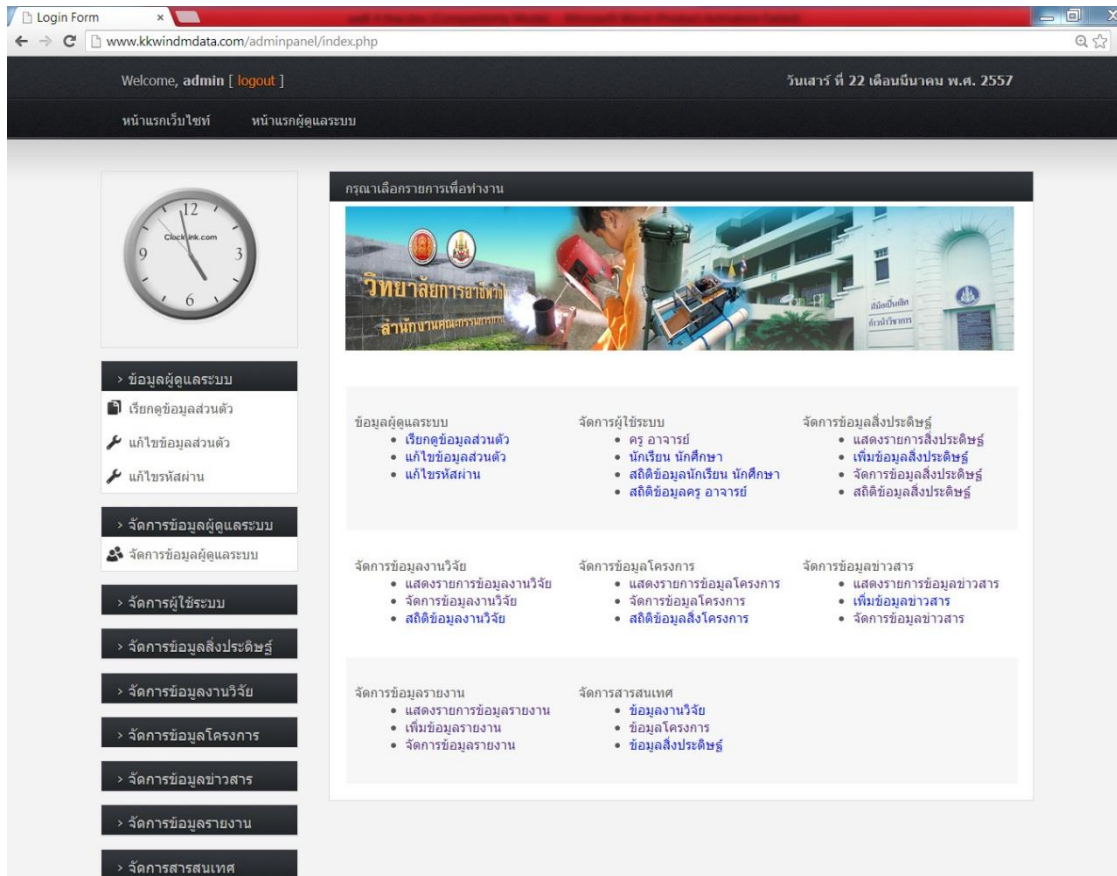 Login Form
www.kkwindmdata.com/adminpanel/index.php
Welcome, admin [ logout ]
วันเสาร์ ที่ 22 เดือนมีนาคม พ.ศ. 2557
หน้าแรกเว็บไซท์ หน้าแรกผู้ดูแลระบบ
12
3
6
9
กรุณาเลือกรายการเพื่อทำงาน
วิทยาลัยการอาชีพ
> ข้อมูลผู้ดูแลระบบ
เรียกดูข้อมูลส่วนตัว
แก้ไขข้อมูลส่วนตัว
แก้ไขรหัสผ่าน
> จัดการข้อมูลผู้ดูแลระบบ
จัดการข้อมูลผู้ดูแลระบบ
> จัดการผู้ใช้ระบบ
> จัดการข้อมูลสิ่งประดิษฐ์
> จัดการข้อมูลงานวิจัย
> จัดการข้อมูลโครงการ
> จัดการข้อมูลข่าวสาร
> จัดการข้อมูลรายงาน
> จัดการสารสนเทศ
ข้อมูลผู้ดูแลระบบ
เรียกดูข้อมูลส่วนตัว
แก้ไขข้อมูลส่วนตัว
แก้ไขรหัสผ่าน
จัดการผู้ใช้ระบบ
ครู อาจารย์
นักเรียน นักศึกษา
สถิติข้อมูลนักเรียน นักศึกษา
สถิติข้อมูลครู อาจารย์
จัดการข้อมูลสิ่งประดิษฐ์
แสดงรายการสิ่งประดิษฐ์
เพิ่มข้อมูลสิ่งประดิษฐ์
จัดการข้อมูลสิ่งประดิษฐ์
สถิติข้อมูลสิ่งประดิษฐ์
จัดการข้อมูลงานวิจัย
แสดงรายการข้อมูลงานวิจัย
จัดการข้อมูลงานวิจัย
สถิติข้อมูลงานวิจัย
จัดการข้อมูลโครงการ
แสดงรายการข้อมูลโครงการ
จัดการข้อมูลโครงการ
สถิติข้อมูลสิ่งโครงการ
จัดการข้อมูลข่าวสาร
แสดงรายการข้อมูลข่าวสาร
เพิ่มข้อมูลข่าวสาร
จัดการข้อมูลข่าวสาร
จัดการข้อมูลรายงาน
แสดงรายการข้อมูลรายงาน
เพิ่มข้อมูลรายงาน
จัดการข้อมูลรายงาน
จัดการสารสนเทศ
ข้อมูลงานวิจัย
ข้อมูลโครงการ
ข้อมูลสิ่งประดิษฐ์